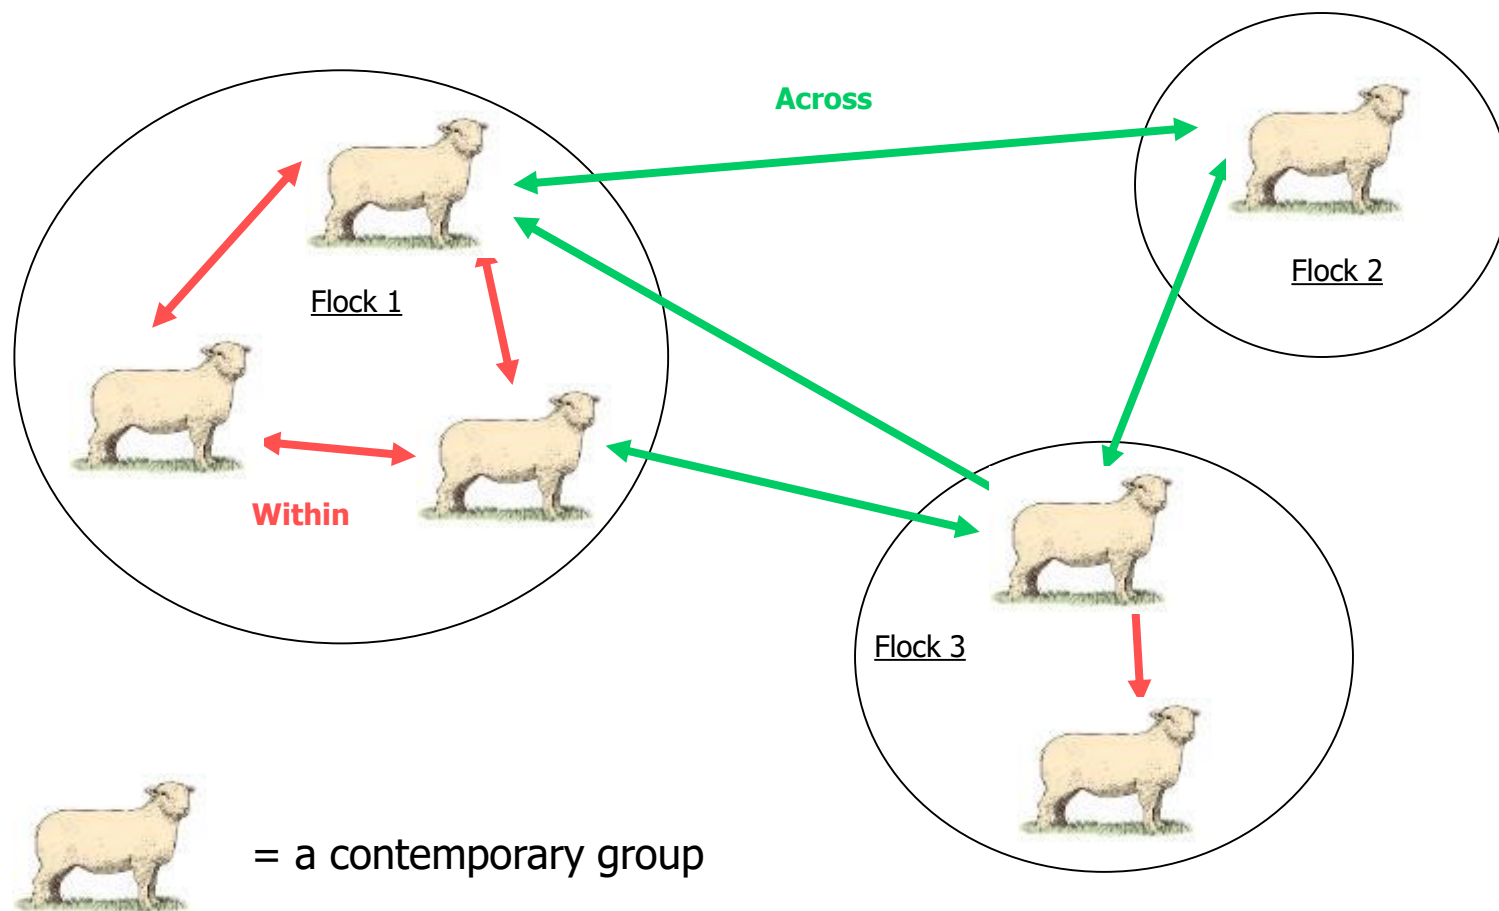 Across
Flock 1
Flock 2
Within
Flock 3
= a contemporary group